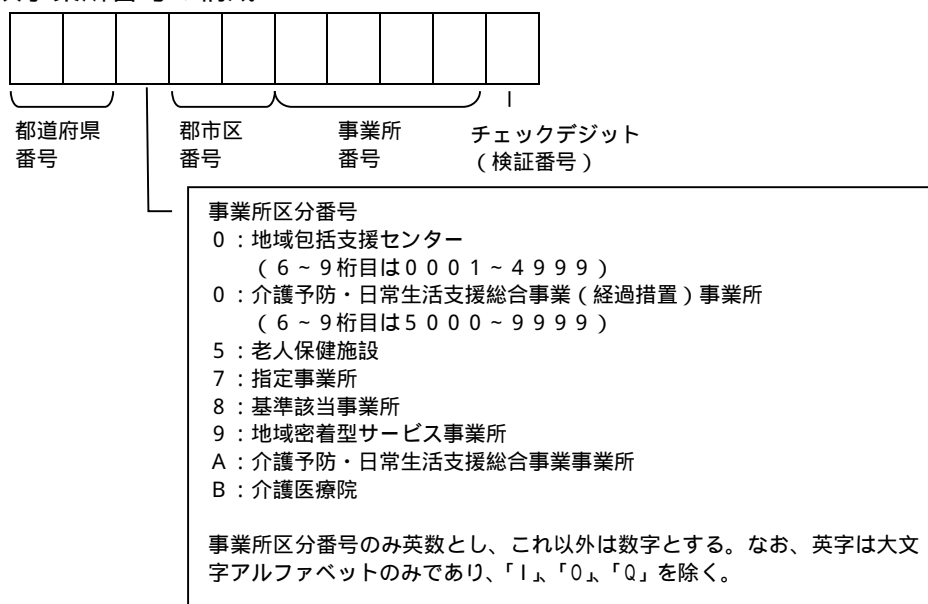 都道府県
番号
郡市区
番号
事業所
番号
チェックデジット
(検証番号)
事業所区分番号
0:地域包括支援センター
(6~9桁目は0001~4999)
0:介護予防・日常生活支援総合事業(経過措置)事業所
(6~9桁目は5000~9999)
5:老人保健施設
7:指定事業所
8:基準該当事業所
9:地域密着型サービス事業所
A:介護予防・日常生活支援総合事業事業所
B:介護医療院
事業所区分番号のみ英数とし、これ以外は数字とする。なお、英字は大文
字アルファベットのみであり、「I」、「O」、「Q」を除く。